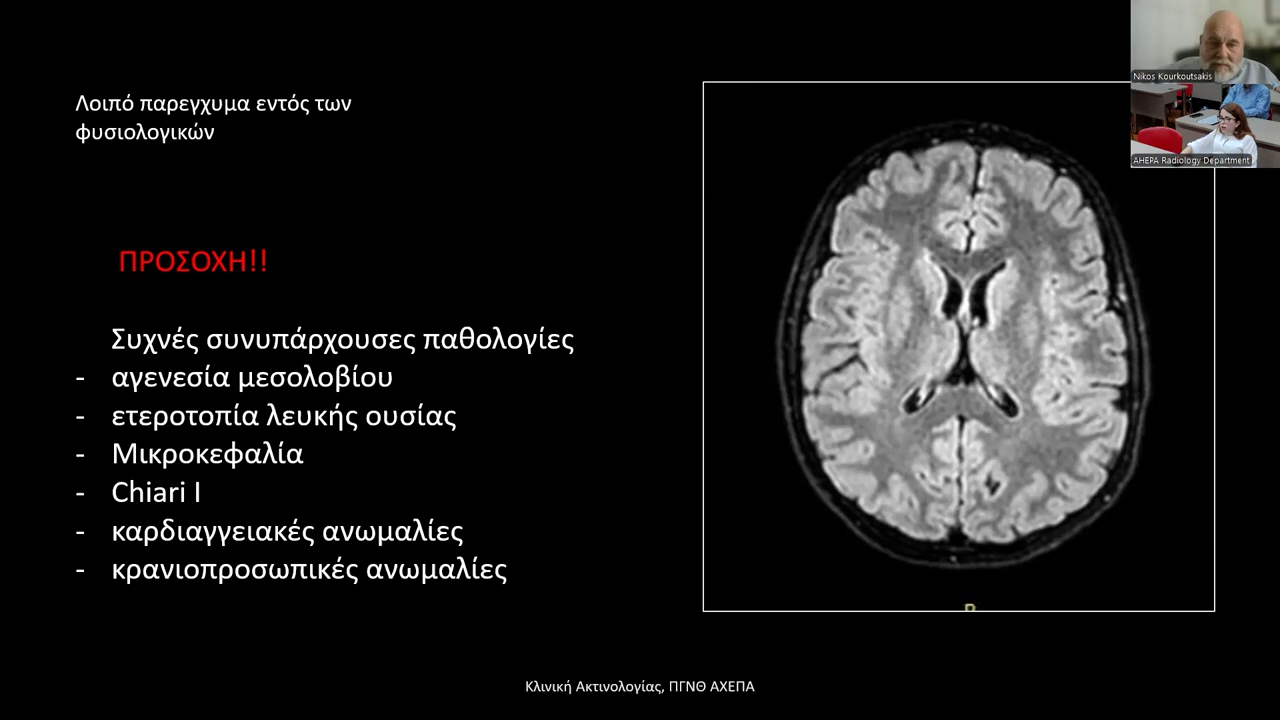 Λοιπό παρεγχυμα εντός των
φυσιολογικών
ΠΡΟΣΟΧΗ!!
Συχνές συνυπάρχουσες παθολογίες
- αγενεσία μεσολοβίου
- ετεροτοπία λευκής ουσίας
- Μικροκεφαλία
- Chiari I
- καρδιαγγειακές ανωμαλίες
- κρανιοπροσωπικές ανωμαλίες
Κλινική Ακτινολογίας, ΠΓΝΘ ΑΧΕΠΑ
Nikos Kourkoutsakis
AHEPA Radiology Department